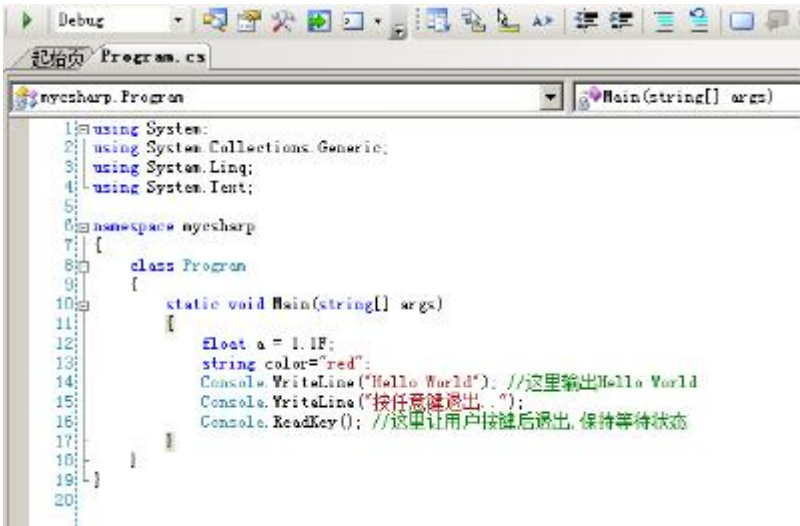 Debug
起始页 Program.cs
mycsharp.Program Main(string[] args)
1 using System;
2 using System.Collections.Generic;
3 using System.Linq;
4 using System.Text;
5
6 namespace mycsharp
7 {
8 class Program
9 {
10 static void Main(string[] args)
11 {
12 float a = 1.1F;
13 string color="red";
14 Console.WriteLine("Hello World"); //这里输出Hello World
15 Console.WriteLine("按任意键退出..");
16 Console.ReadKey(); //这里让用户按键后退出,保持等待状态
17 }
18 }
19 }
20